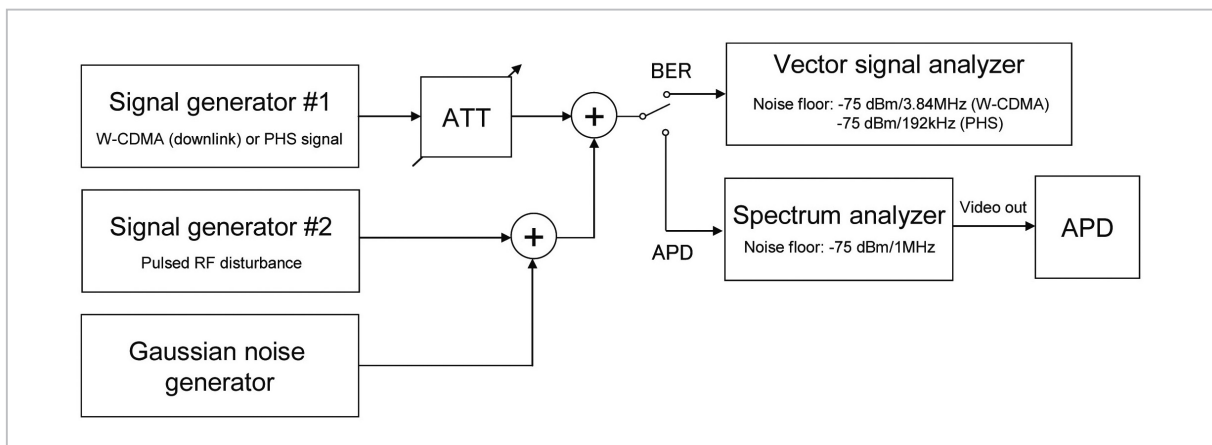 Signal generator #1
W-CDMA (downlink) or PHS signal
ATT
+
BER
Vector signal analyzer
Noise floor: -75 dBm/3.84MHz (W-CDMA)
-75 dBm/192kHz (PHS)
Signal generator #2
Pulsed RF disturbance
+
APD
Spectrum analyzer
Noise floor: -75 dBm/1MHz
Video out
APD
Gaussian noise
generator